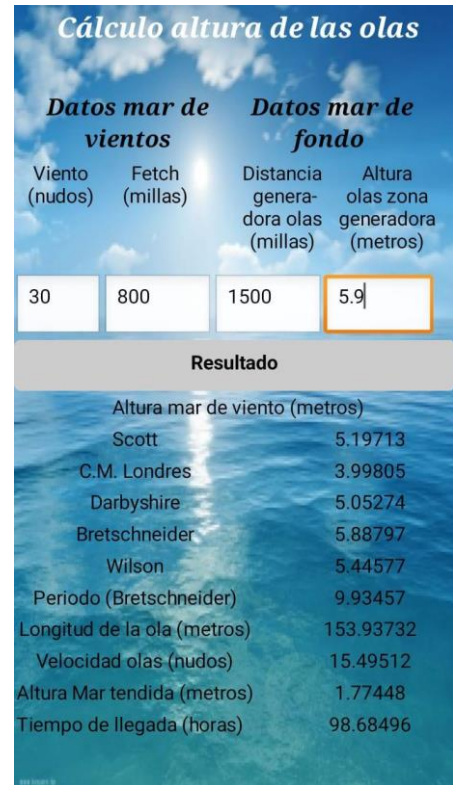 Cálculo altura de las olas
Datos mar de
vientos
Datos mar de
fondo
Viento
(nudos)
Fetch
(millas)
Distancia
genera-
dora olas
(millas)
Altura
olas zona
generadora
(metros)
30
800
1500
5.9
Resultado
Altura mar de viento (metros)
Scott 5.19713
C.M. Londres 3.99805
Darbyshire 5.05274
Bretschneider 5.88797
Wilson 5.44577
Periodo (Bretschneider) 9.93457
Longitud de la ola (metros) 153.93732
Velocidad olas (nudos) 15.49512
Altura Mar tendida (metros) 1.77448
Tiempo de llegada (horas) 98.68496